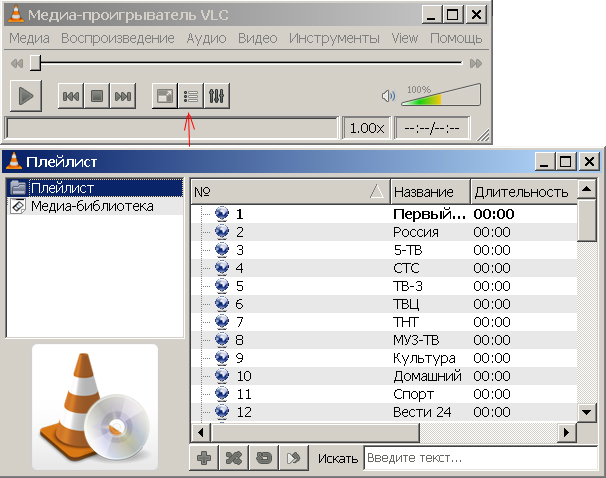 Медиа-проигрыватель VLC
Медиа Воспроизведение Аудио Видео Инструменты View Помощь
100%
1.00x --:--/--:--
Плейлист
Плейлист
Медиа-библиотека
№ Название Длительность
1 Первый... 00:00
2 Россия 00:00
3 5-ТВ 00:00
4 СТС 00:00
5 ТВ-3 00:00
6 ТВЦ 00:00
7 ТНТ 00:00
8 МУЗ-ТВ 00:00
9 Культура 00:00
10 Домашний 00:00
11 Спорт 00:00
12 Вести 24 00:00
Искать Введите текст...